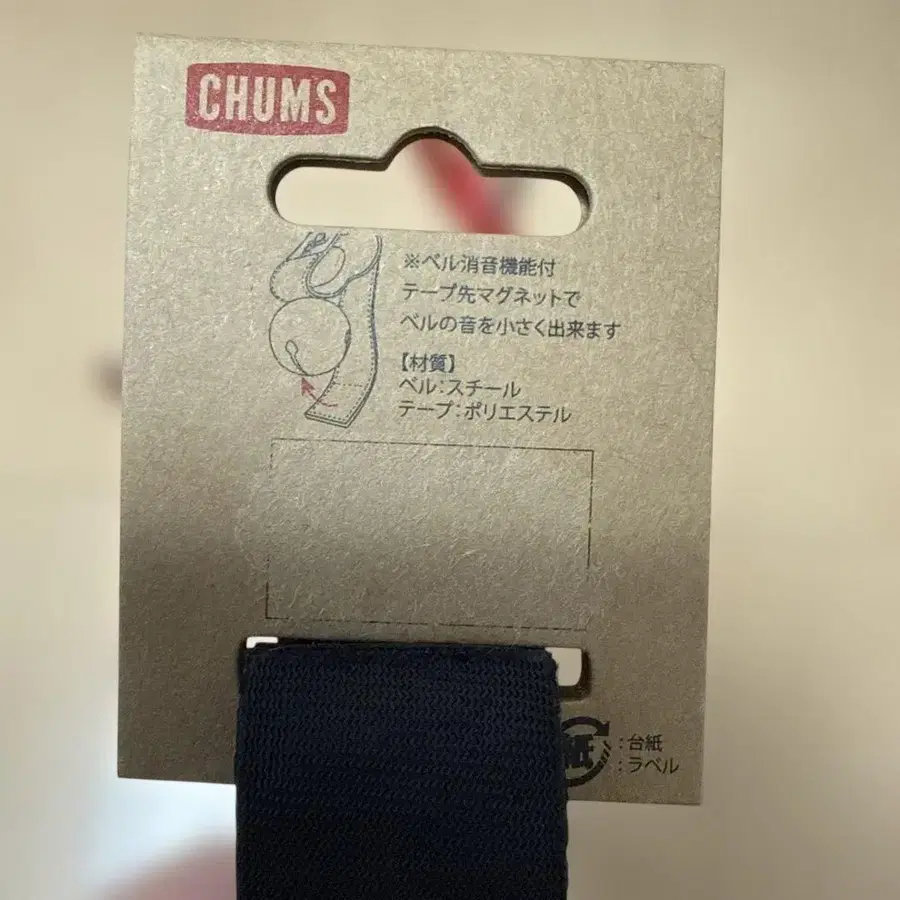 CHUMS
※ベル消音機能付
テープ先マグネットで
ベルの音を小さく出来ます
【材質】
ベル：スチール
テープ：ポリエステル
紙
：台紙
：ラベル